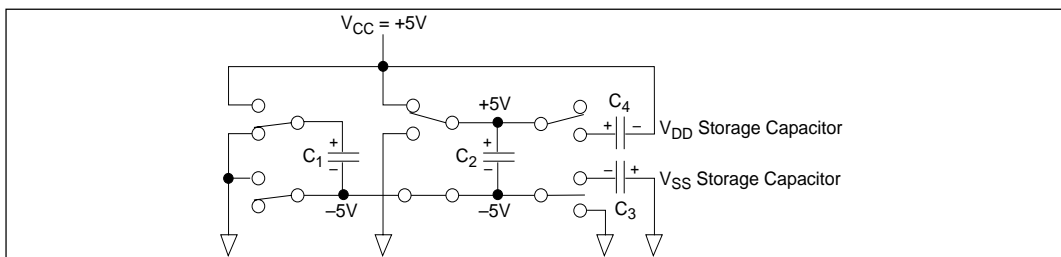 VCC = +5V
+5V
C4
+ −
VDD Storage Capacitor
+
C1
−
+
C2
−
− +
VSS Storage Capacitor
C3
–5V
–5V